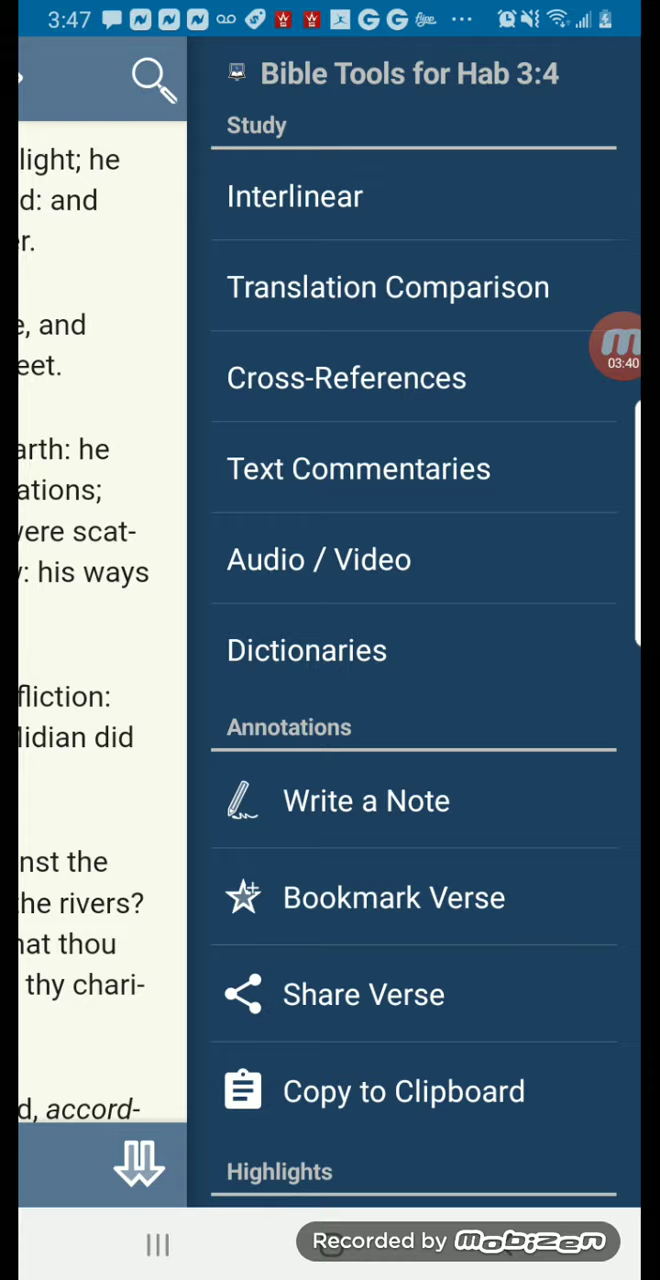 3:47
Bible Tools for Hab 3:4
Study
light; he
d: and
r.
Interlinear
e, and
eet.
Translation Comparison
03:40
Cross-References
arth: he
ations;
vere scat-
: his ways
Text Commentaries
Audio / Video
Dictionaries
fliction:
idian did
Annotations
Write a Note
nst the
he rivers?
hat thou
thy chari-
Bookmark Verse
Share Verse
Copy to Clipboard
d, accord-
Highlights
Recorded by mobizen